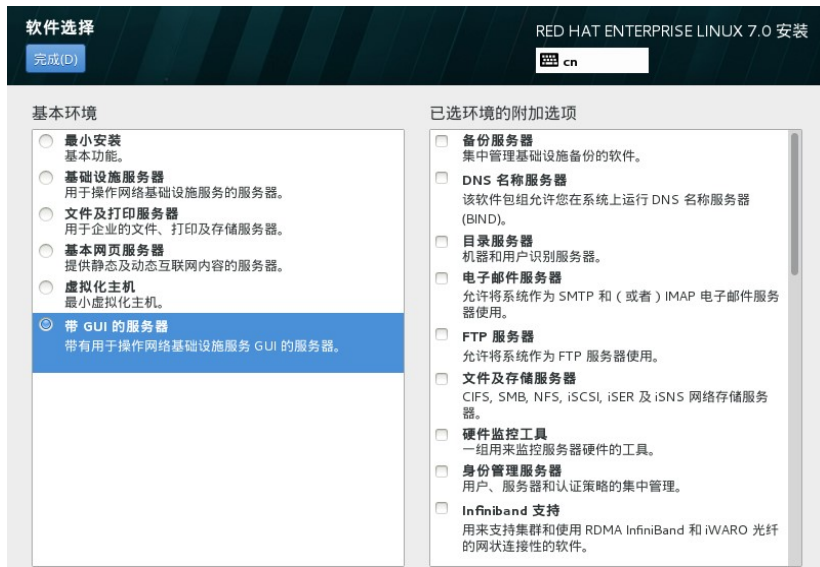 软件选择
完成(D)
RED HAT ENTERPRISE LINUX 7.0 安装
cn
基本环境
最小安装
基本功能。
基础设施服务器
用于操作网络基础设施服务的服务器。
文件及打印服务器
用于企业的文件、打印及存储服务器。
基本网页服务器
提供静态及动态互联网内容的服务器。
虚拟化主机
最小虚拟化主机。
带 GUI 的服务器
带有用于操作网络基础设施服务 GUI 的服务器。
已选环境的附加选项
备份服务器
集中管理基础设施备份的软件。
DNS 名称服务器
该软件包组允许您在系统上运行 DNS 名称服务器
(BIND)。
目录服务器
机器和用户识别服务器。
电子邮件服务器
允许将系统作为 SMTP 和 ( 或者 ) IMAP 电子邮件服务
器使用。
FTP 服务器
允许将系统作为 FTP 服务器使用。
文件及存储服务器
CIFS, SMB, NFS, iSCSI, iSER 及 iSNS 网络存储服务
器。
硬件监控工具
一组用来监控服务器硬件的工具。
身份管理服务器
用户、服务器和认证策略的集中管理。
Infiniband 支持
用来支持集群和使用 RDMA InfiniBand 和 iWARO 光纤
的网状连接性的软件。